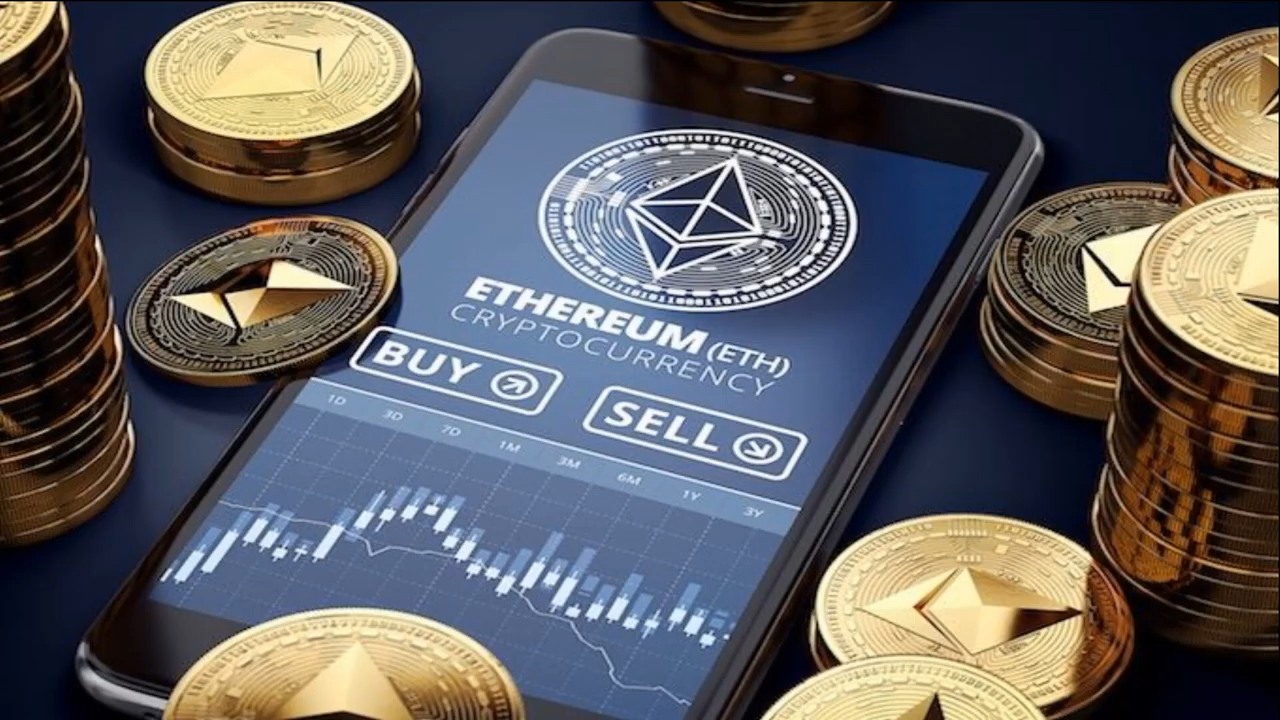 ETHEREUM (ETH)
CRYPTOCURRENCY
BUY
SELL
1D 3D 7D 1M 3M 6M 1Y 3Y